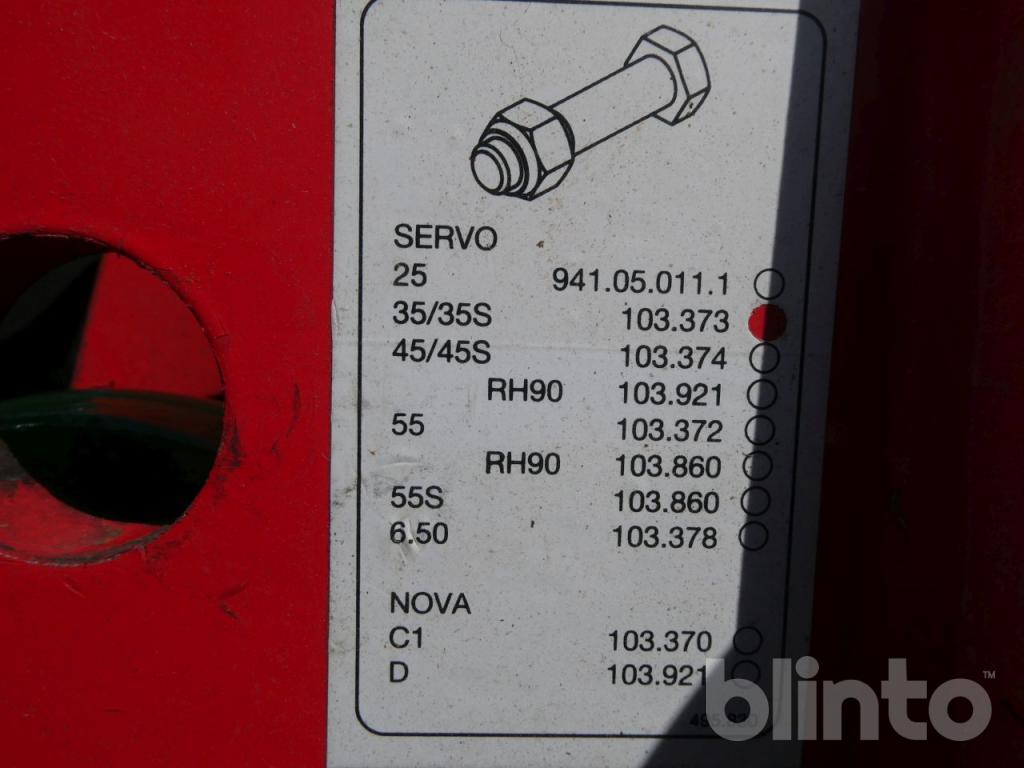 SERVO
25 941.05.011.1
35/35S 103.373
45/45S 103.374
RH90 103.921
55 103.372
RH90 103.860
55S 103.860
6.50 103.378
NOVA
C1 103.370
D 103.921
blinto™